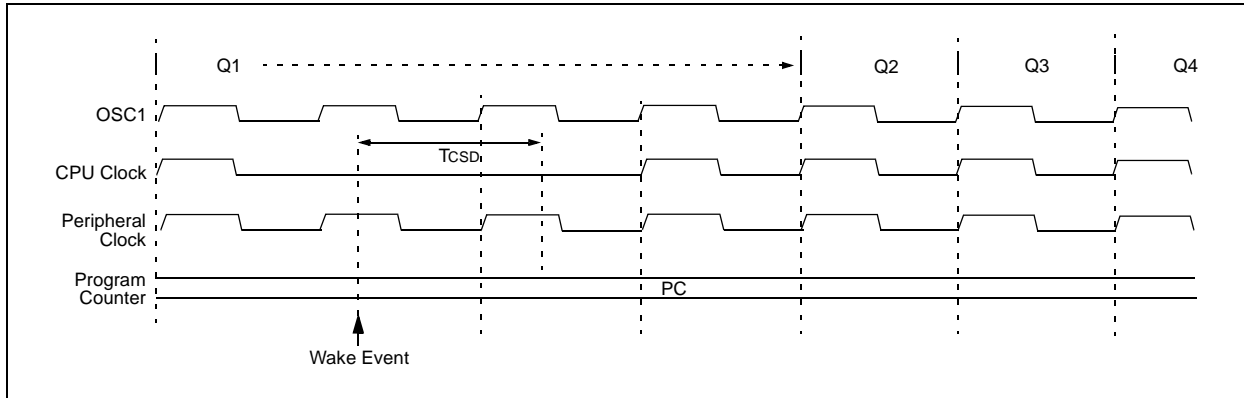 Q1
Q2
Q3
Q4
OSC1
TCSD
CPU Clock
Peripheral
Clock
Program
Counter
PC
Wake Event